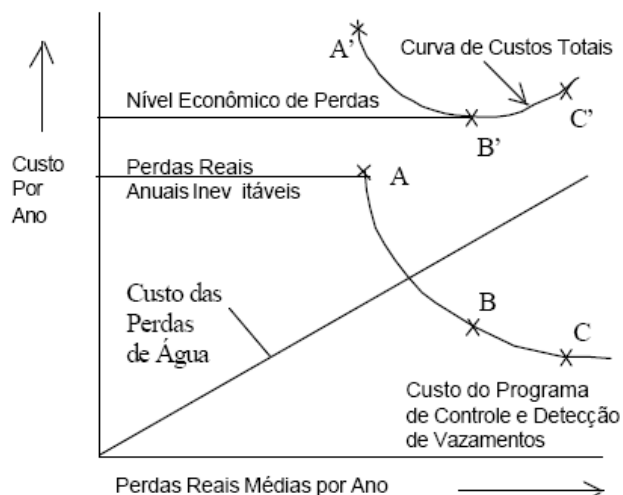 A'
Curva de Custos Totais
Nível Econômico de Perdas
B'
C'
Custo
Por
Ano
Perdas Reais
Anuais Inev itáveis
A
Custo das
Perdas
de Água
B
C
Custo do Programa
de Controle e Detecção
de Vazamentos
Perdas Reais Médias por Ano